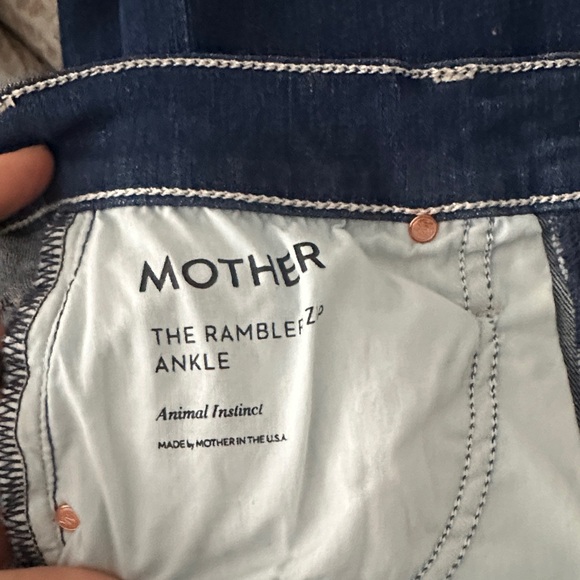 MOTHER
THE RAMBLER ZIP
ANKLE
Animal Instinct
MADE by MOTHER IN THE U.S.A.